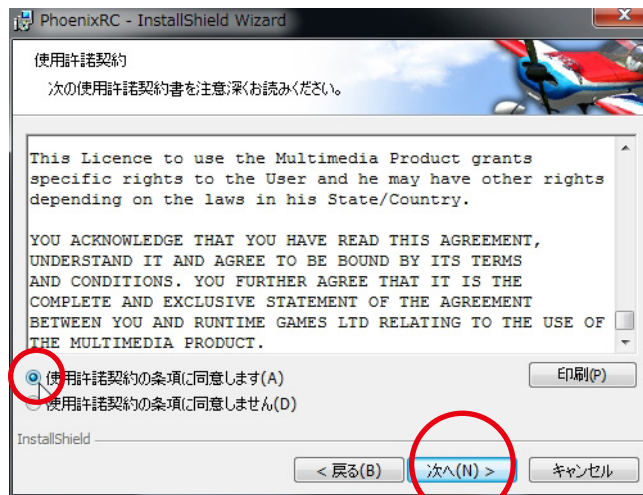 PhoenixRC - InstallShield Wizard
使用許諾契約
次の使用許諾契約書を注意深くお読みください。
This Licence to use the Multimedia Product grants
specific rights to the User and he may have other rights
depending on the laws in his State/Country.
YOU ACKNOWLEDGE THAT YOU HAVE READ THIS AGREEMENT,
UNDERSTAND IT AND AGREE TO BE BOUND BY ITS TERMS
AND CONDITIONS. YOU FURTHER AGREE THAT IT IS THE
COMPLETE AND EXCLUSIVE STATEMENT OF THE AGREEMENT
BETWEEN YOU AND RUNTIME GAMES LTD RELATING TO THE USE OF
THE MULTIMEDIA PRODUCT.
使用許諾契約の条項に同意します(A)
印刷(P)
使用許諾契約の条項に同意しません(D)
InstallShield
< 戻る(B)
次へ(N) >
キャンセル